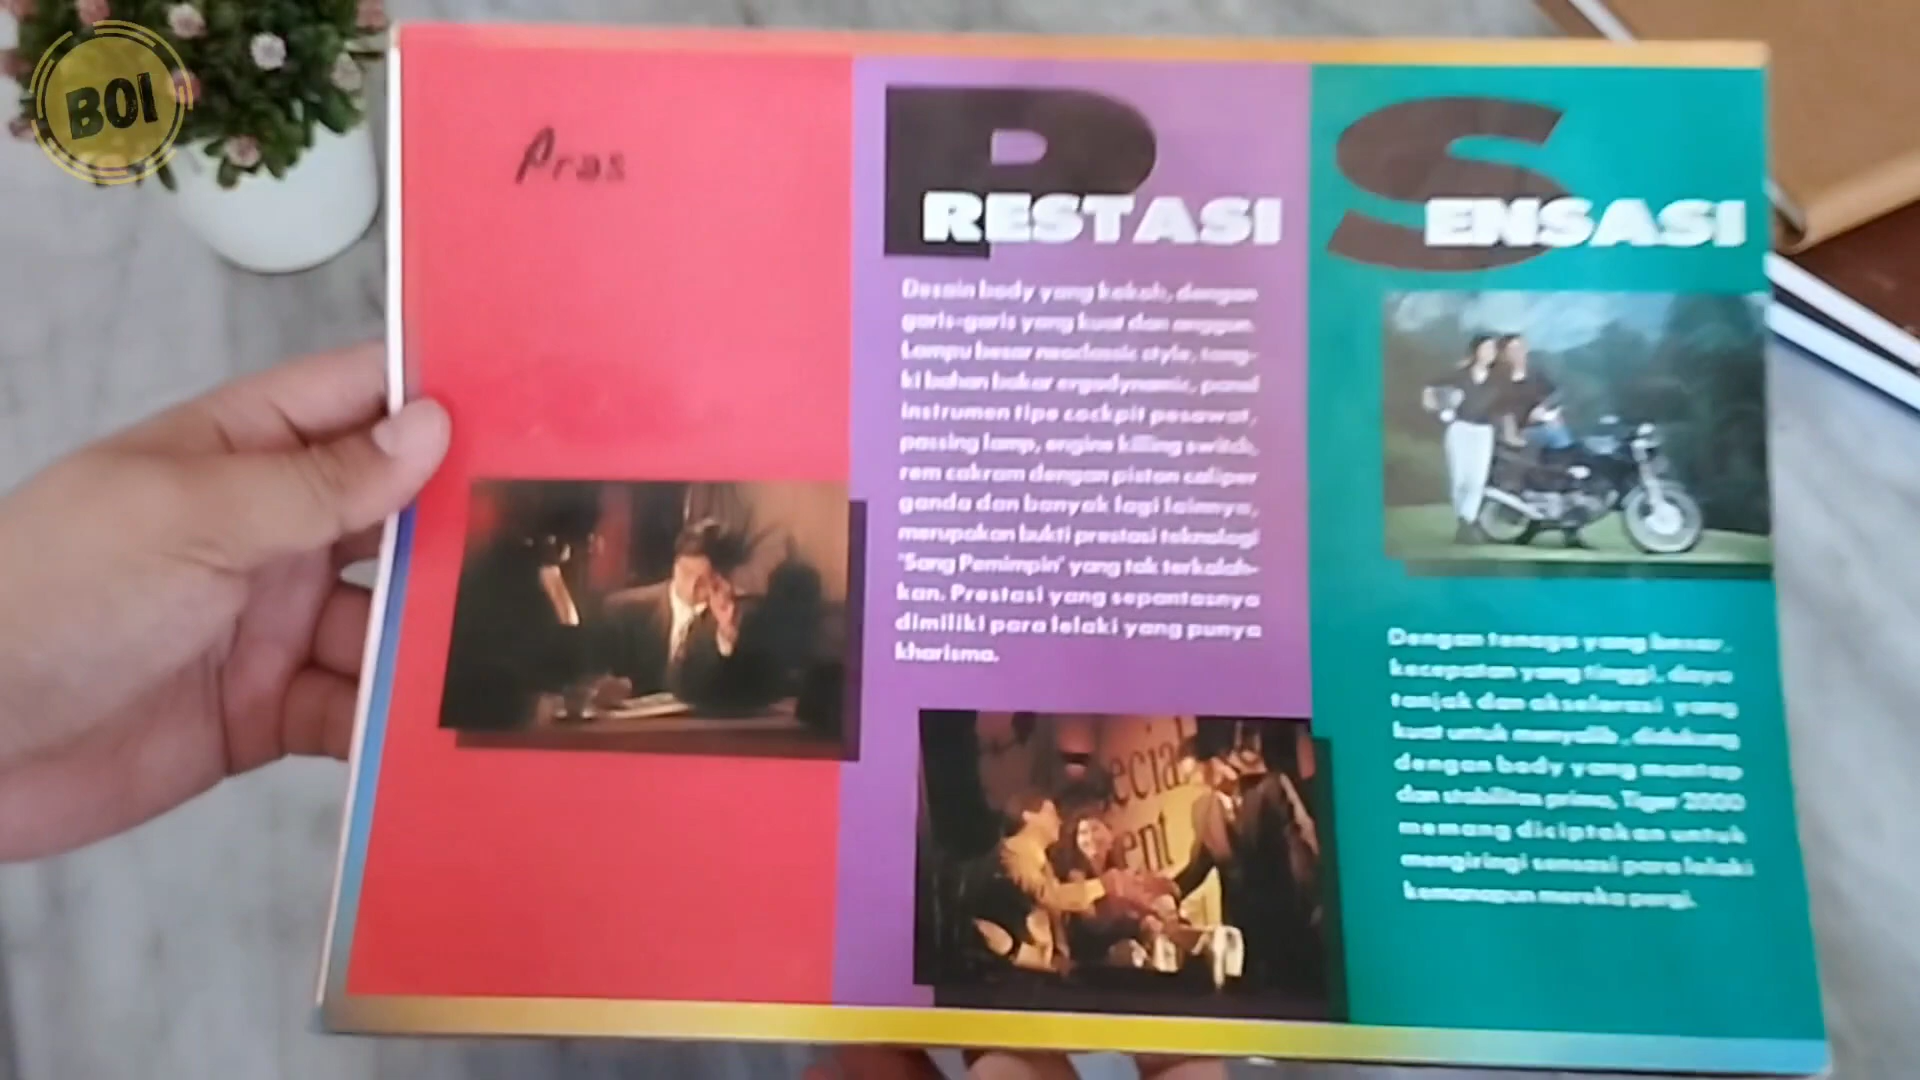 BOI
Pras
PRESTASI
Desain body yang kokoh, dengan
garis-garis yang kuat dan anggun.
Lampu besar neoclassic style, tang-
ki bahan bakar ergodynamic, panel
instrumen tipe cockpit pesawat,
passing lamp, engine killing switch,
rem cakram dengan piston caliper
ganda dan banyak lagi lainnya,
merupakan bukti prestasi teknologi
'Sang Pemimpin' yang tak terkalah-
kan. Prestasi yang sepantasnya
dimiliki para lelaki yang punya
kharisma.
ecial
ent
SENSASI
Dengan tenaga yang besar,
kecepatan yang tinggi, daya
tanjak dan akselerasi yang
kuat untuk menyalib, didukung
dengan body yang mantap
dan stabilitas prima, Tiger 2000
memang diciptakan untuk
mengiringi sensasi para lelaki
kemanapun mereka pergi.